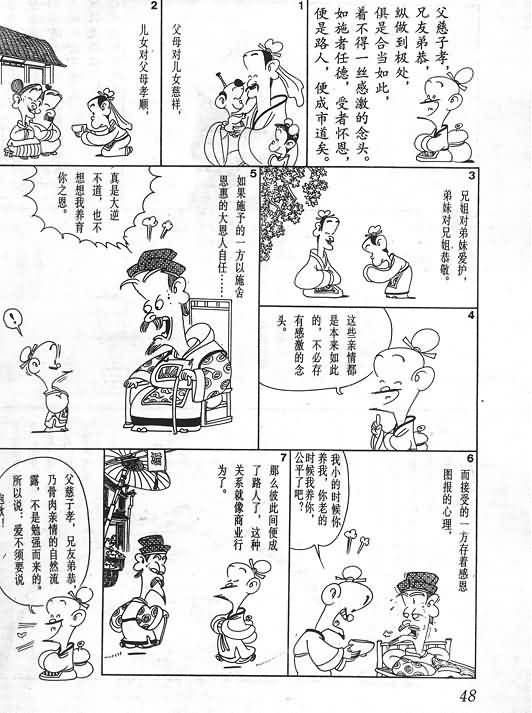 父慈子孝，
兄友弟恭，
纵做到极处，
俱是合当如此，
着不得一丝感激的念头。
如施者任德，受者怀恩，
便是路人，便成市道矣。
1
父母对儿女慈祥，
2
儿女对父母孝顺，
3
兄姐对弟妹爱护，
弟妹对兄姐恭敬。
4
这些亲情都
是本来如此
的，不必存
有感激的念
头。
5
如果施予的一方以施舍
恩惠的大恩人自任……
真是大逆
不道，也不
想想我养育
你之恩。
！
6
而接受的一方存着感恩
图报的心理，
我小的时候你
养我，你老的
时候我养你，
公平了吧？
7
那么彼此间便成
了路人了，这种
关系就像商业行
为了。
父慈子孝，兄友弟恭，
乃骨肉亲情的自然流
露，不是勉强而来的。
所以说：爱不须要说
抱歉！
48